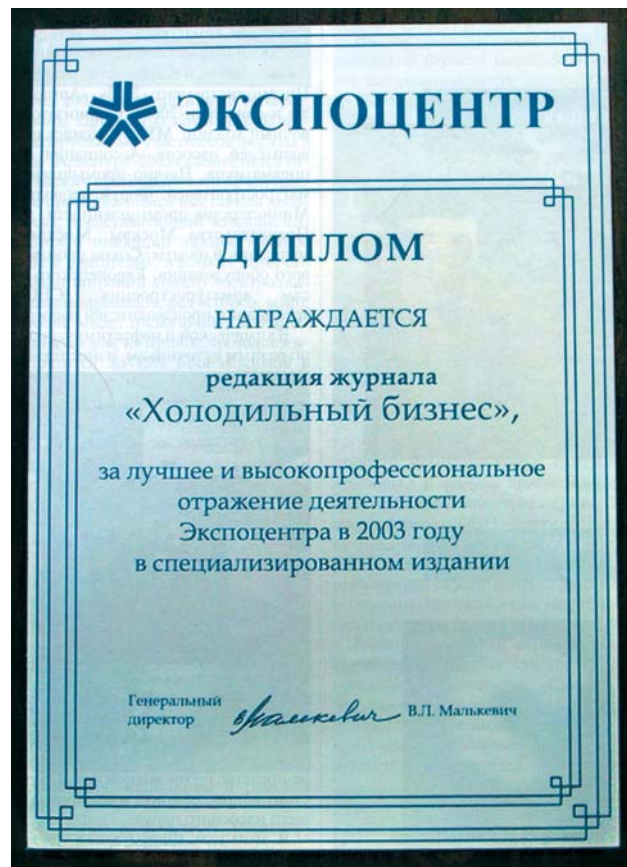 ЭКСПОЦЕНТР
ДИПЛОМ
НАГРАЖДАЕТСЯ
редакция журнала
«Холодильный бизнес»,
за лучшее и высокопрофессиональное
отражение деятельности
Экспоцентра в 2003 году
в специализированном издании
Генеральный
директор
В.Л. Малькевич